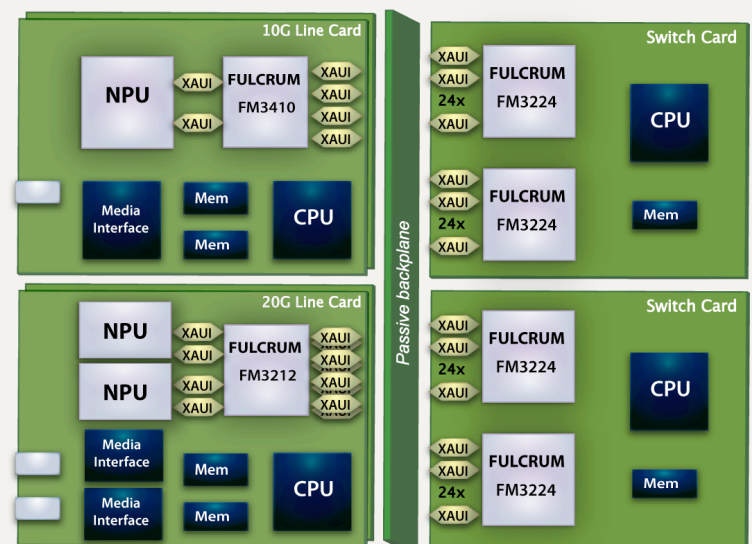 10G Line Card
NPU
XAUI
XAUI
FULCRUM
FM3410
XAUI
XAUI
XAUI
XAUI
Media
Interface
Mem
Mem
CPU
20G Line Card
NPU
NPU
XAUI
XAUI
XAUI
XAUI
FULCRUM
FM3212
XAUI
XAUI
XAUI
XAUI
Media
Interface
Media
Interface
Mem
Mem
CPU
Passive backplane
Switch Card
XAUI
XAUI
24x
XAUI
FULCRUM
FM3224
XAUI
XAUI
24x
XAUI
FULCRUM
FM3224
CPU
Mem
Switch Card
XAUI
XAUI
24x
XAUI
FULCRUM
FM3224
XAUI
XAUI
24x
XAUI
FULCRUM
FM3224
CPU
Mem